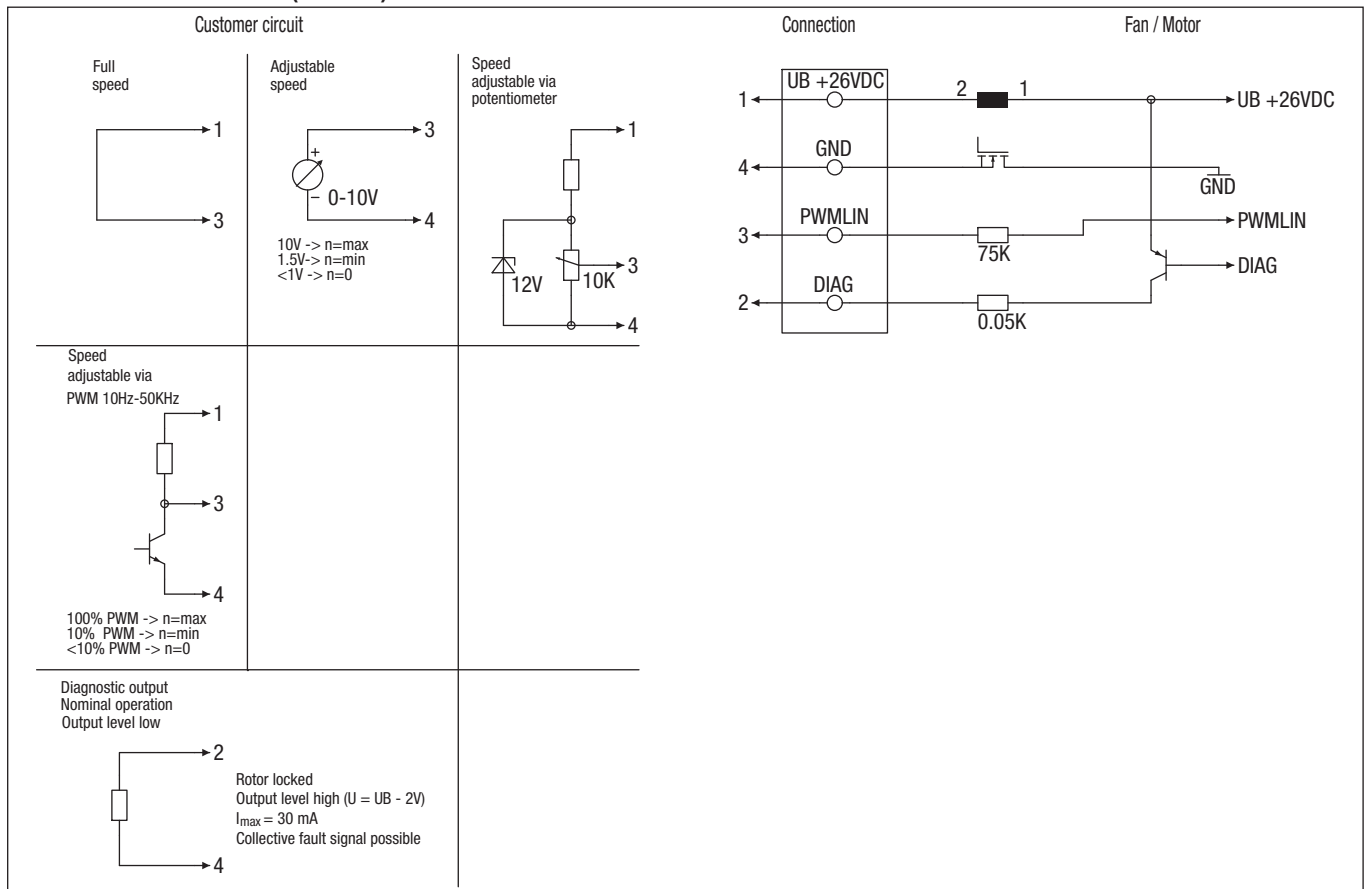 Customer circuit
Connection
Fan / Motor
Full
speed
1
3
Adjustable
speed
3
+
–
0-10V
4
10V -> n=max
1.5V-> n=min
<1V -> n=0
Speed
adjustable via
potentiometer
1
12V
10K
3
4
UB +26VDC
1
2
1
UB +26VDC
GND
4
GND
PWMLIN
3
75K
PWMLIN
DIAG
DIAG
2
0.05K
Speed
adjustable via
PWM 10Hz-50KHz
1
3
4
100% PWM -> n=max
10% PWM -> n=min
<10% PWM -> n=0
Diagnostic output
Nominal operation
Output level low
2
Rotor locked
Output level high (U = UB - 2V)
Imax = 30 mA
Collective fault signal possible
4